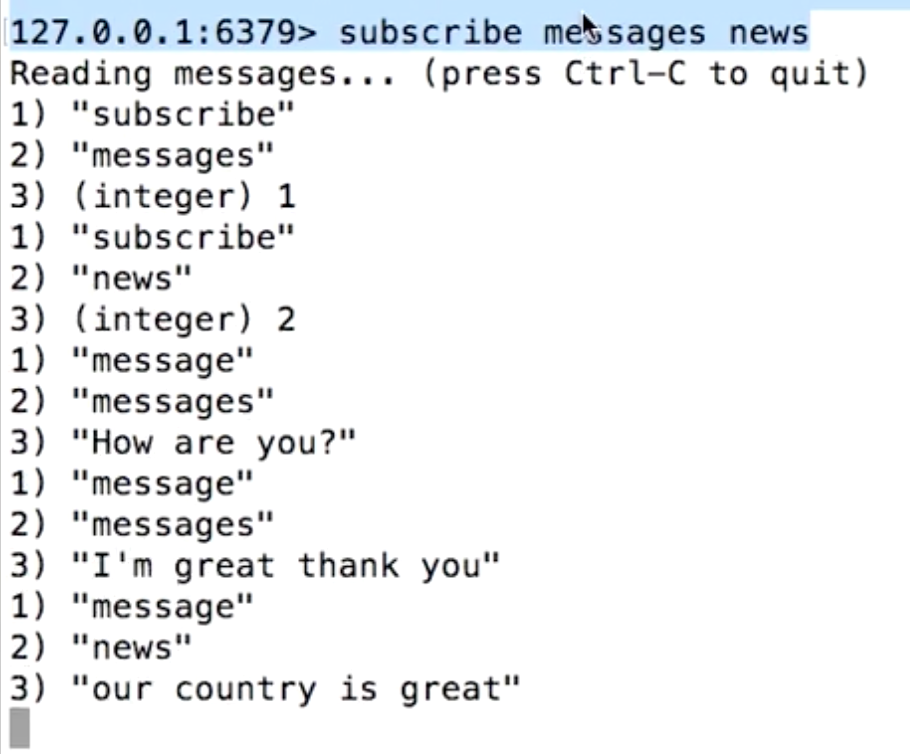 127.0.0.1:6379> subscribe messages news
Reading messages... (press Ctrl-C to quit)
1) "subscribe"
2) "messages"
3) (integer) 1
1) "subscribe"
2) "news"
3) (integer) 2
1) "message"
2) "messages"
3) "How are you?"
1) "message"
2) "messages"
3) "I'm great thank you"
1) "message"
2) "news"
3) "our country is great"